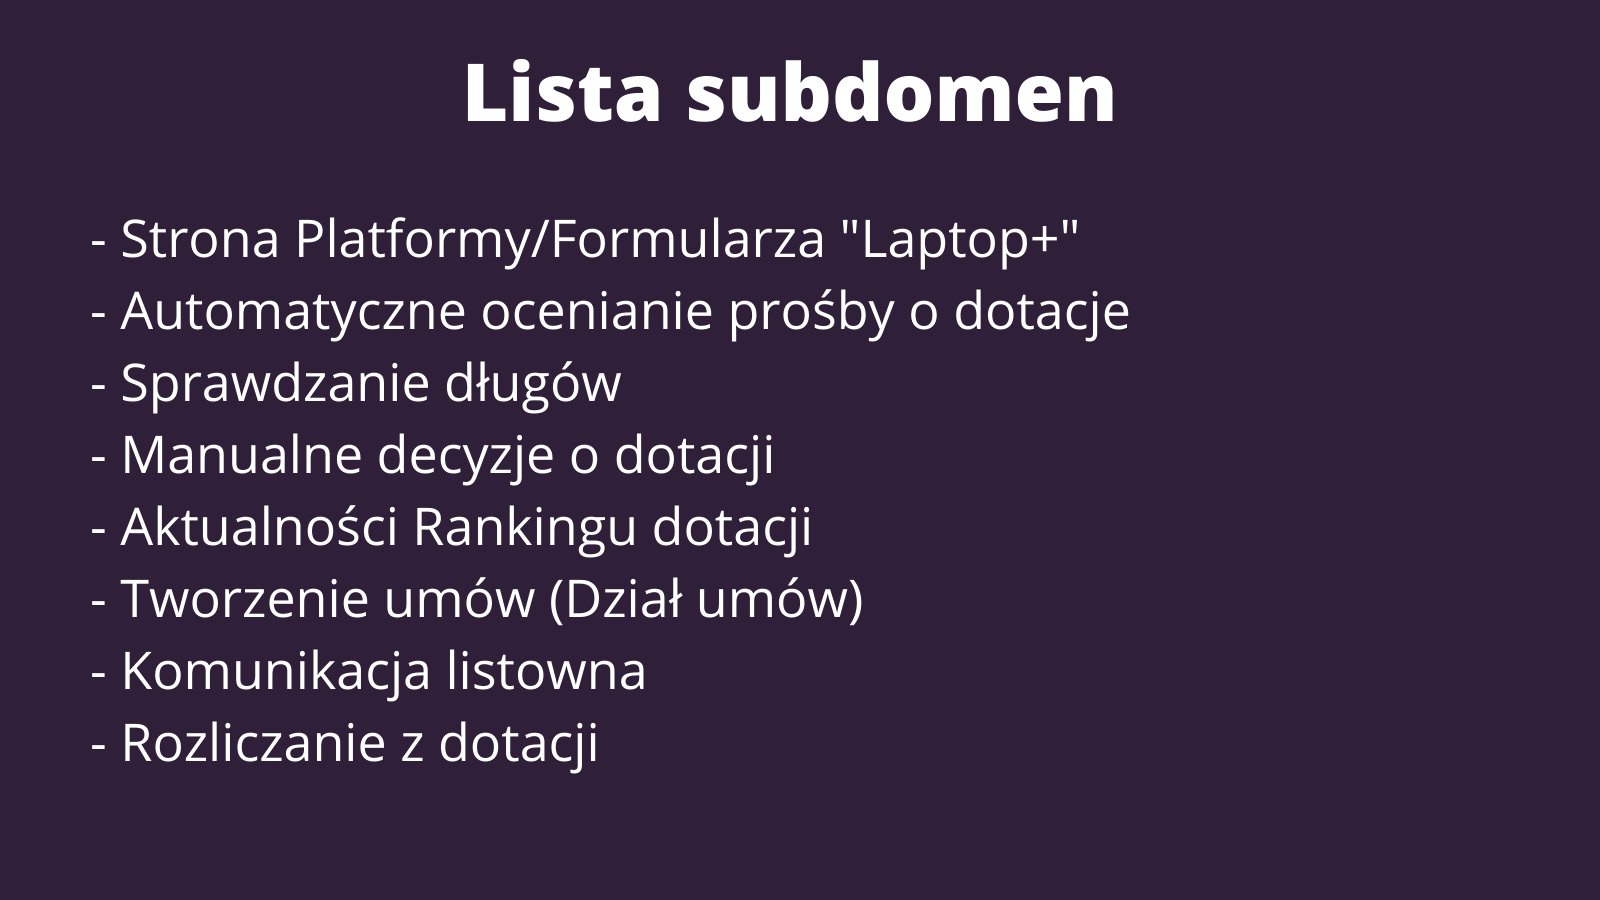 Lista subdomen
- Strona Platformy/Formularza "Laptop+"
- Automatyczne ocenianie prośby o dotacje
- Sprawdzanie długów
- Manualne decyzje o dotacji
- Aktualności Rankingu dotacji
- Tworzenie umów (Dział umów)
- Komunikacja listowna
- Rozliczanie z dotacji